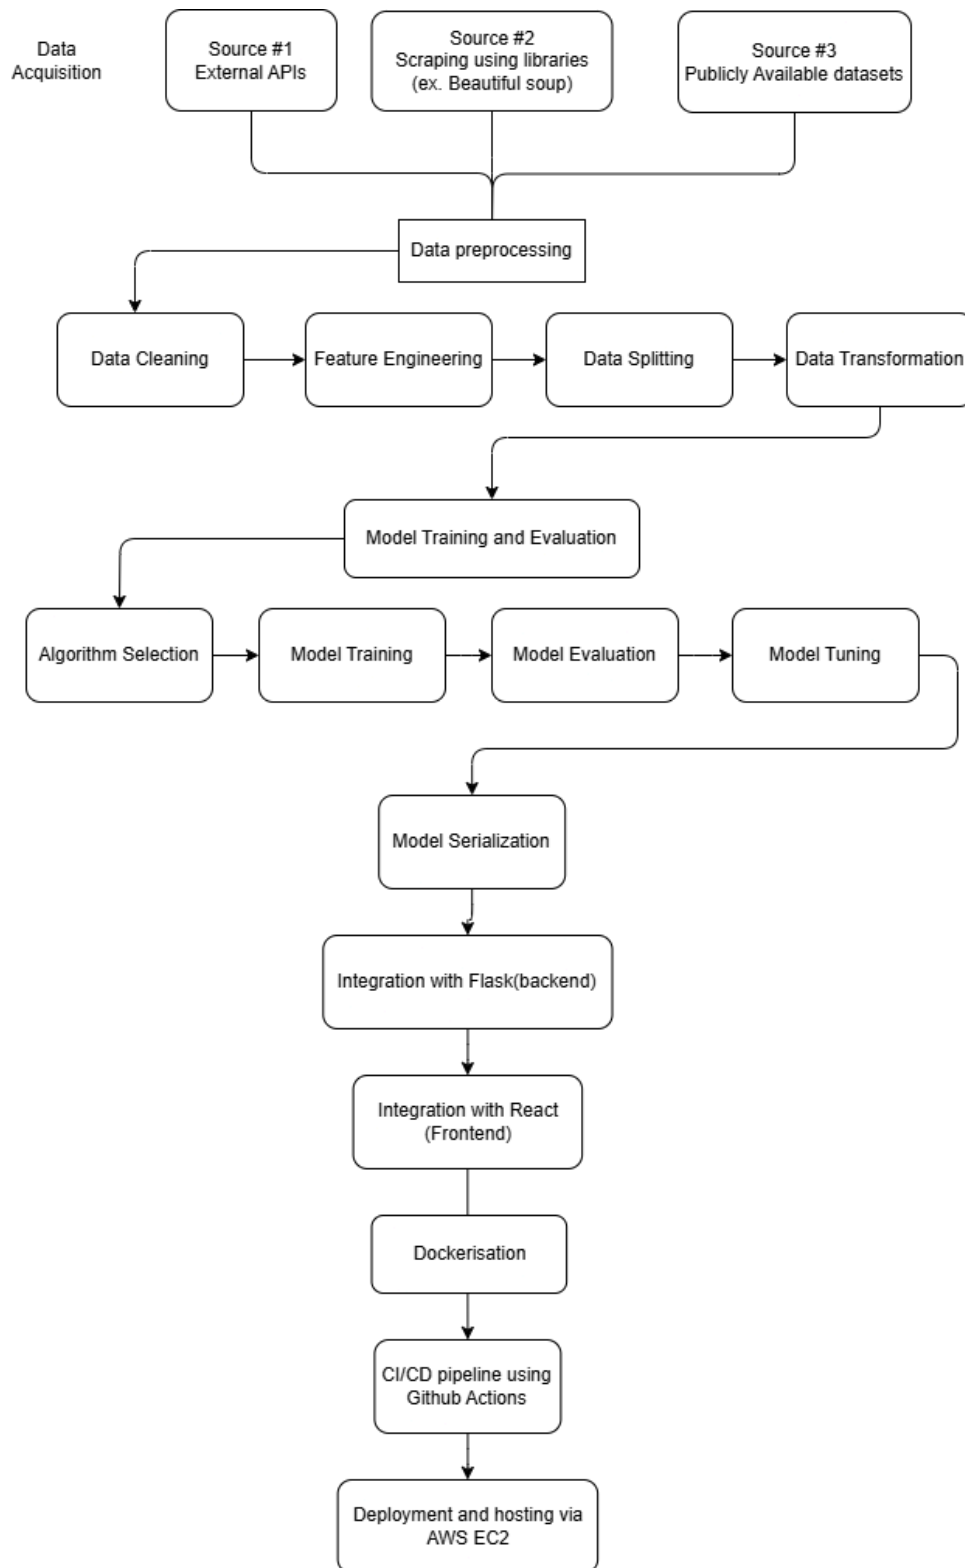 Data
Acquisition
Source #1
External APIs
Source #2
Scraping using libraries
(ex. Beautiful soup)
Source #3
Publicly Available datasets
Data preprocessing
Data Cleaning
Feature Engineering
Data Splitting
Data Transformation
Model Training and Evaluation
Algorithm Selection
Model Training
Model Evaluation
Model Tuning
Model Serialization
Integration with Flask(backend)
Integration with React
(Frontend)
Dockerisation
CI/CD pipeline using
Github Actions
Deployment and hosting via
AWS EC2